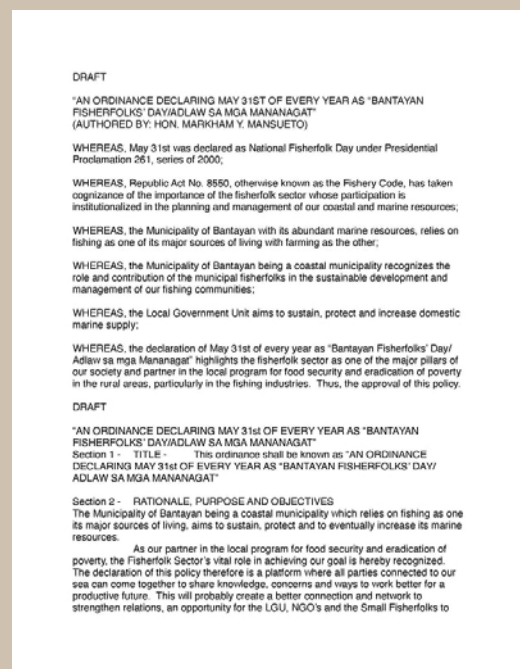 DRAFT
"AN ORDINANCE DECLARING MAY 31ST OF EVERY YEAR AS "BANTAYAN
FISHERFOLKS' DAY/ADLAW SA MGA MANANAGAT"
(AUTHORED BY: HON. MARKHAM Y. MANSUETO)
WHEREAS, May 31st was declared as National Fisherfolk Day under Presidential
Proclamation 261, series of 2000;
WHEREAS, Republic Act No. 8550, otherwise known as the Fishery Code, has taken
cognizance of the importance of the fisherfolk sector whose participation is
institutionalized in the planning and management of our coastal and marine resources;
WHEREAS, the Municipality of Bantayan with its abundant marine resources, relies on
fishing as one of its major sources of living with farming as the other;
WHEREAS, the Municipality of Bantayan being a coastal municipality recognizes the
role and contribution of the municipal fisherfolks in the sustainable development and
management of our fishing communities;
WHEREAS, the Local Government Unit aims to sustain, protect and increase domestic
marine supply;
WHEREAS, the declaration of May 31st of every year as "Bantayan Fisherfolks' Day/
Adlaw sa mga Mananagat" highlights the fisherfolk sector as one of the major pillars of
our society and partner in the local program for food security and eradication of poverty
in the rural areas, particularly in the fishing industries. Thus, the approval of this policy.
DRAFT
"AN ORDINANCE DECLARING MAY 31st OF EVERY YEAR AS "BANTAYAN
FISHERFOLKS' DAY/ADLAW SA MGA MANANAGAT"
Section 1 - TITLE - This ordinance shall be known as "AN ORDINANCE
DECLARING MAY 31st OF EVERY YEAR AS "BANTAYAN FISHERFOLKS' DAY/
ADLAW SA MGA MANANAGAT"
Section 2 - RATIONALE, PURPOSE AND OBJECTIVES
The Municipality of Bantayan being a coastal municipality which relies on fishing as one
its major sources of living, aims to sustain, protect and to eventually increase its marine
resources.
As our partner in the local program for food security and eradication of
poverty, the Fisherfolk Sector's vital role in achieving our goal is hereby recognized.
The declaration of this policy therefore is a platform where all parties connected to our
sea can come together to share knowledge, concerns and ways to work better for a
productive future. This will probably create a better connection and network to
strengthen relations, an opportunity for the LGU, NGO's and the Small Fisherfolks to